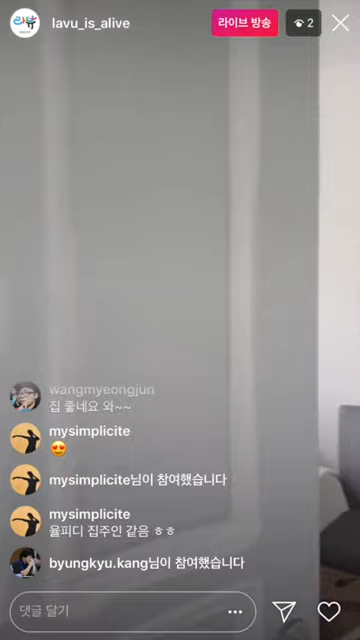 lavu_is_alive
라이브 방송
2
wangmyeongjun
집 좋네요 와~~
mysimplicite
😍
mysimplicite님이 참여했습니다
mysimplicite
율피디 집주인 같음 ㅎㅎ
byungkyu.kang님이 참여했습니다
댓글 달기